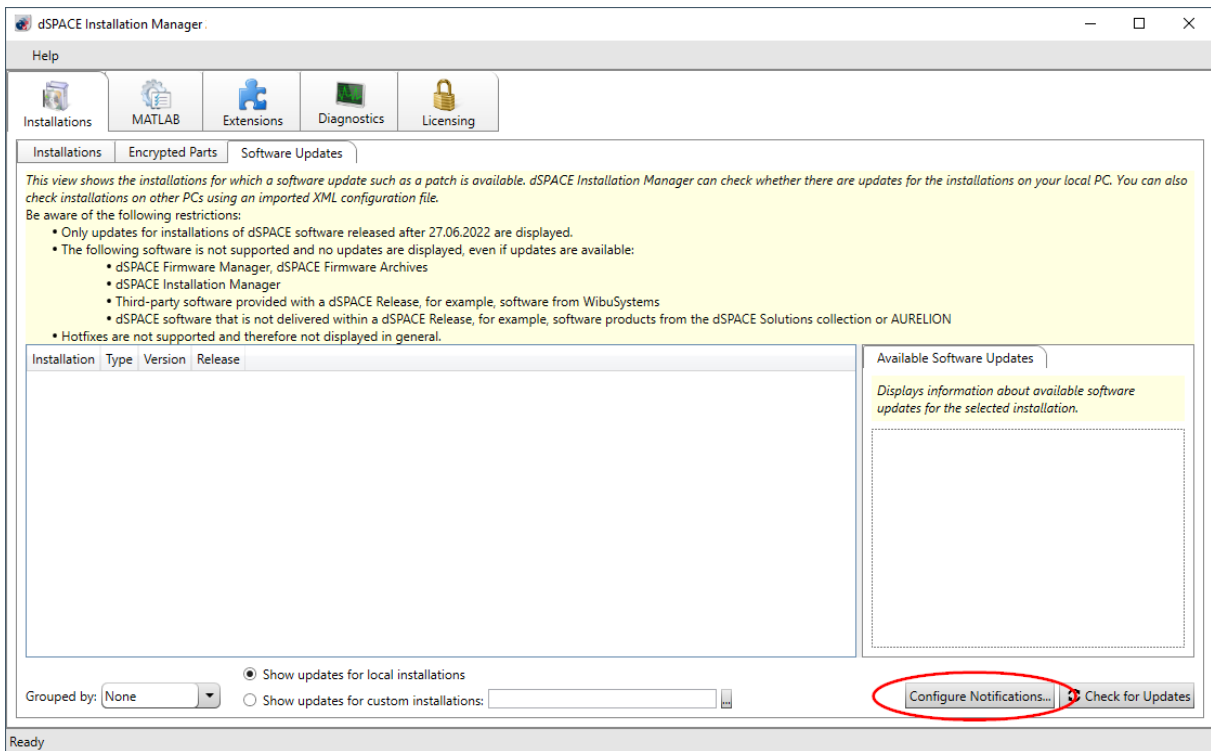 dSPACE Installation Manager
Help
Installations
MATLAB
Extensions
Diagnostics
Licensing
Installations Encrypted Parts Software Updates
This view shows the installations for which a software update such as a patch is available. dSPACE Installation Manager can check whether there are updates for the installations on your local PC. You can also
check installations on other PCs using an imported XML configuration file.
Be aware of the following restrictions:
• Only updates for installations of dSPACE software released after 27.06.2022 are displayed.
• The following software is not supported and no updates are displayed, even if updates are available:
• dSPACE Firmware Manager, dSPACE Firmware Archives
• dSPACE Installation Manager
• Third-party software provided with a dSPACE Release, for example, software from WibuSystems
• dSPACE software that is not delivered within a dSPACE Release, for example, software products from the dSPACE Solutions collection or AURELION
• Hotfixes are not supported and therefore not displayed in general.
Installation Type Version Release
Available Software Updates
Displays information about available software
updates for the selected installation.
Grouped by: None
Show updates for local installations
Show updates for custom installations: ...
Configure Notifications... Check for Updates
Ready